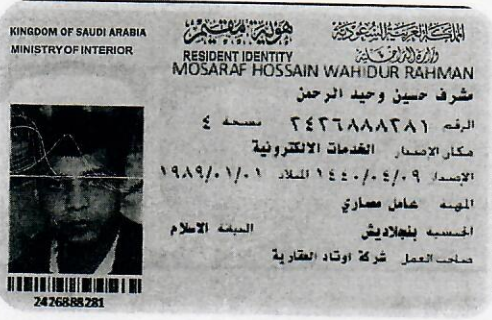 KINGDOM OF SAUDI ARABIA
MINISTRY OF INTERIOR
المملكة العربية السعودية
وزارة الداخلية
هوية مقيم
RESIDENT IDENTITY
MOSARAF HOSSAIN WAHIDUR RAHMAN
مشرف حسين وحيد الرحمن
الرقم ٢٤٢٦٨٨٨٢٨١ نسخة ٤
مكان الإصدار الخدمات الالكترونية
الإصدار ١٤٤٠/٠٤/٠٩ الميلاد ١٩٨٩/٠١/٠١
المهنة عامل معماري
الجنسية بنجلاديش الديانة الاسلام
صاحب العمل شركة اوتاد العقارية
2426888281